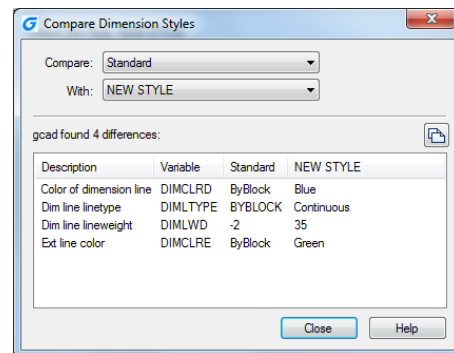 Compare Dimension Styles
Compare: Standard
With: NEW STYLE
gcad found 4 differences:
Description Variable Standard NEW STYLE
Color of dimension line DIMCLRD ByBlock Blue
Dim line linetype DIMLTYPE BYBLOCK Continuous
Dim line lineweight DIMLWD -2 35
Ext line color DIMCLRE ByBlock Green
Close Help